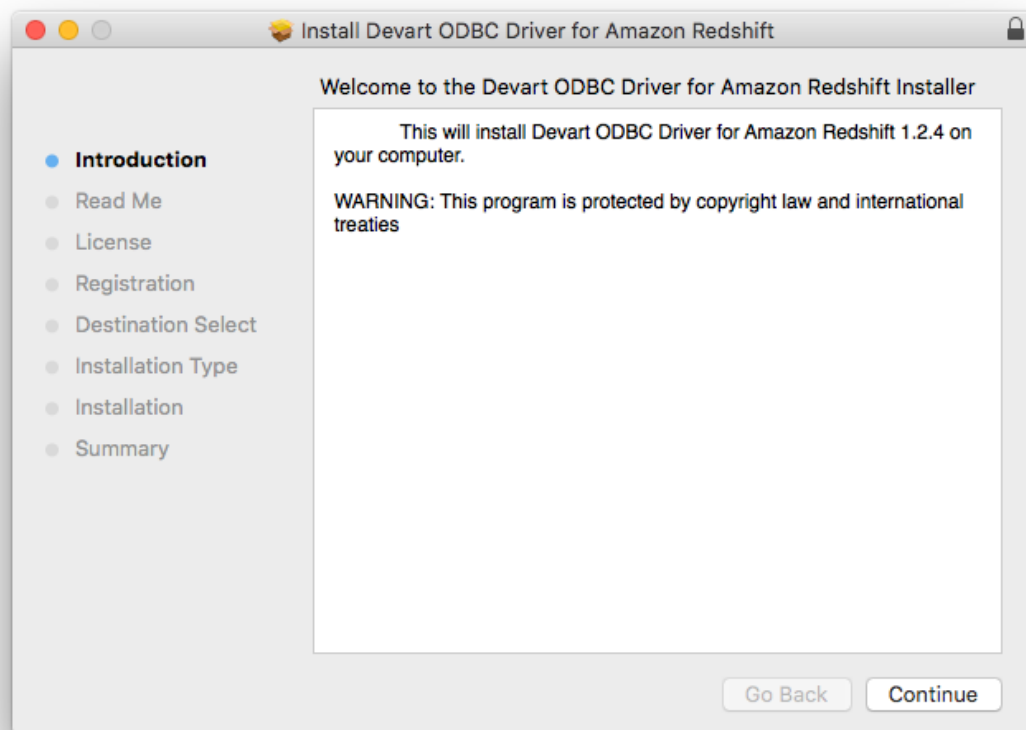 Install Devart ODBC Driver for Amazon Redshift
Welcome to the Devart ODBC Driver for Amazon Redshift Installer
Introduction
Read Me
License
Registration
Destination Select
Installation Type
Installation
Summary
This will install Devart ODBC Driver for Amazon Redshift 1.2.4 on
your computer.
WARNING: This program is protected by copyright law and international
treaties
Go Back
Continue